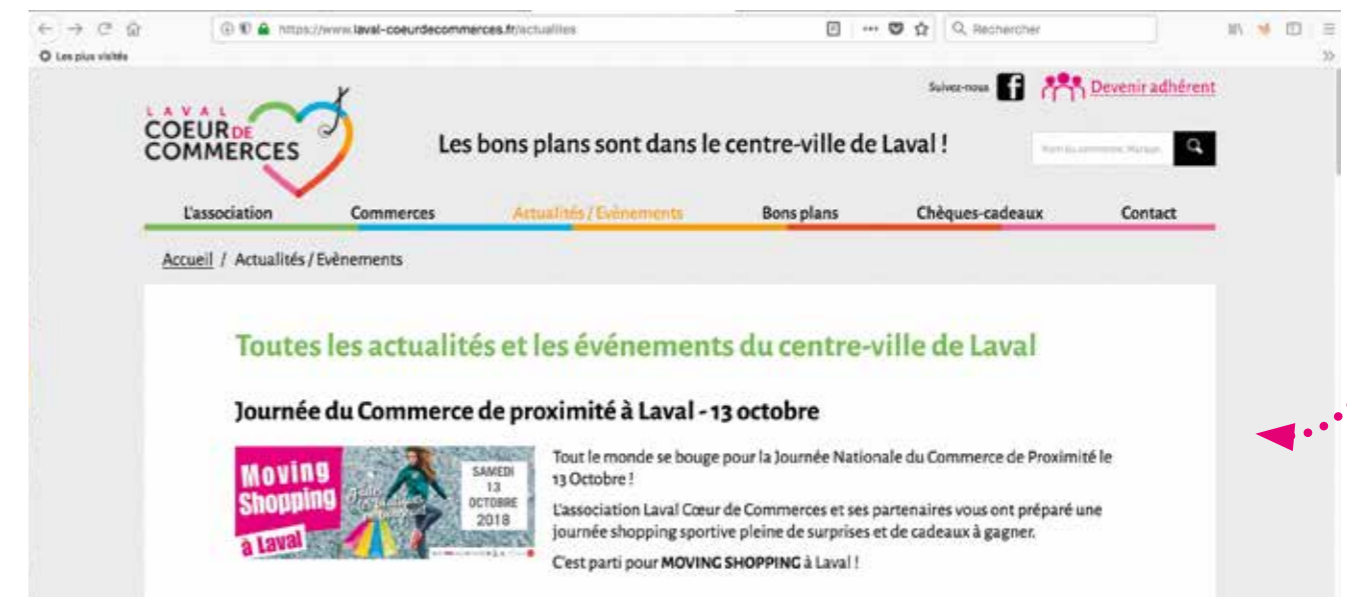 https://www.laval-coeurdecommerces.fr/actualites
Rechercher
Les plus visités
Suivez-nous f Devenir adhérent
LAVAL
COEUR DE
COMMERCES
Les bons plans sont dans le centre-ville de Laval !
L'association Commerces Actualités / Evènements Bons plans Chèques-cadeaux Contact
Accueil / Actualités / Evènements
Toutes les actualités et les événements du centre-ville de Laval
Journée du Commerce de proximité à Laval - 13 octobre
Moving
Shopping
à Laval
SAMEDI
13
OCTOBRE
2018
Tout le monde se bouge pour la Journée Nationale du Commerce de Proximité le
13 Octobre !
L'association Laval Cœur de Commerces et ses partenaires vous ont préparé une
journée shopping sportive pleine de surprises et de cadeaux à gagner.
C'est parti pour MOVING SHOPPING à Laval !